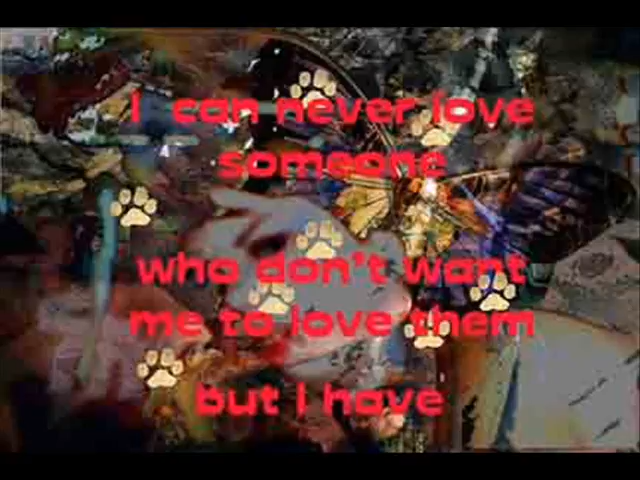 I can never love
someone
who don't want
me to love them
but I have